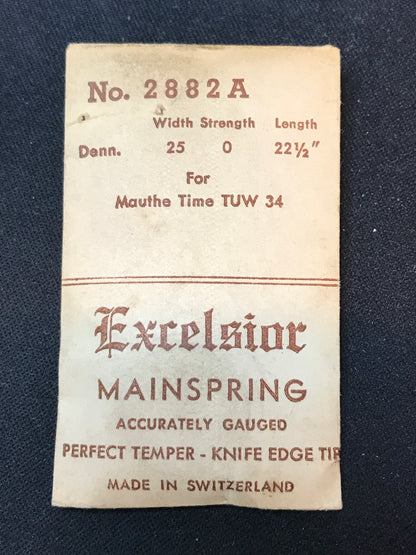 No. 2882A
Width Strength Length
Denn. 25 0 22½"
For
Mauthe Time TUW 34
Excelsior
MAINSPRING
ACCURATELY GAUGED
PERFECT TEMPER - KNIFE EDGE TIP
MADE IN SWITZERLAND